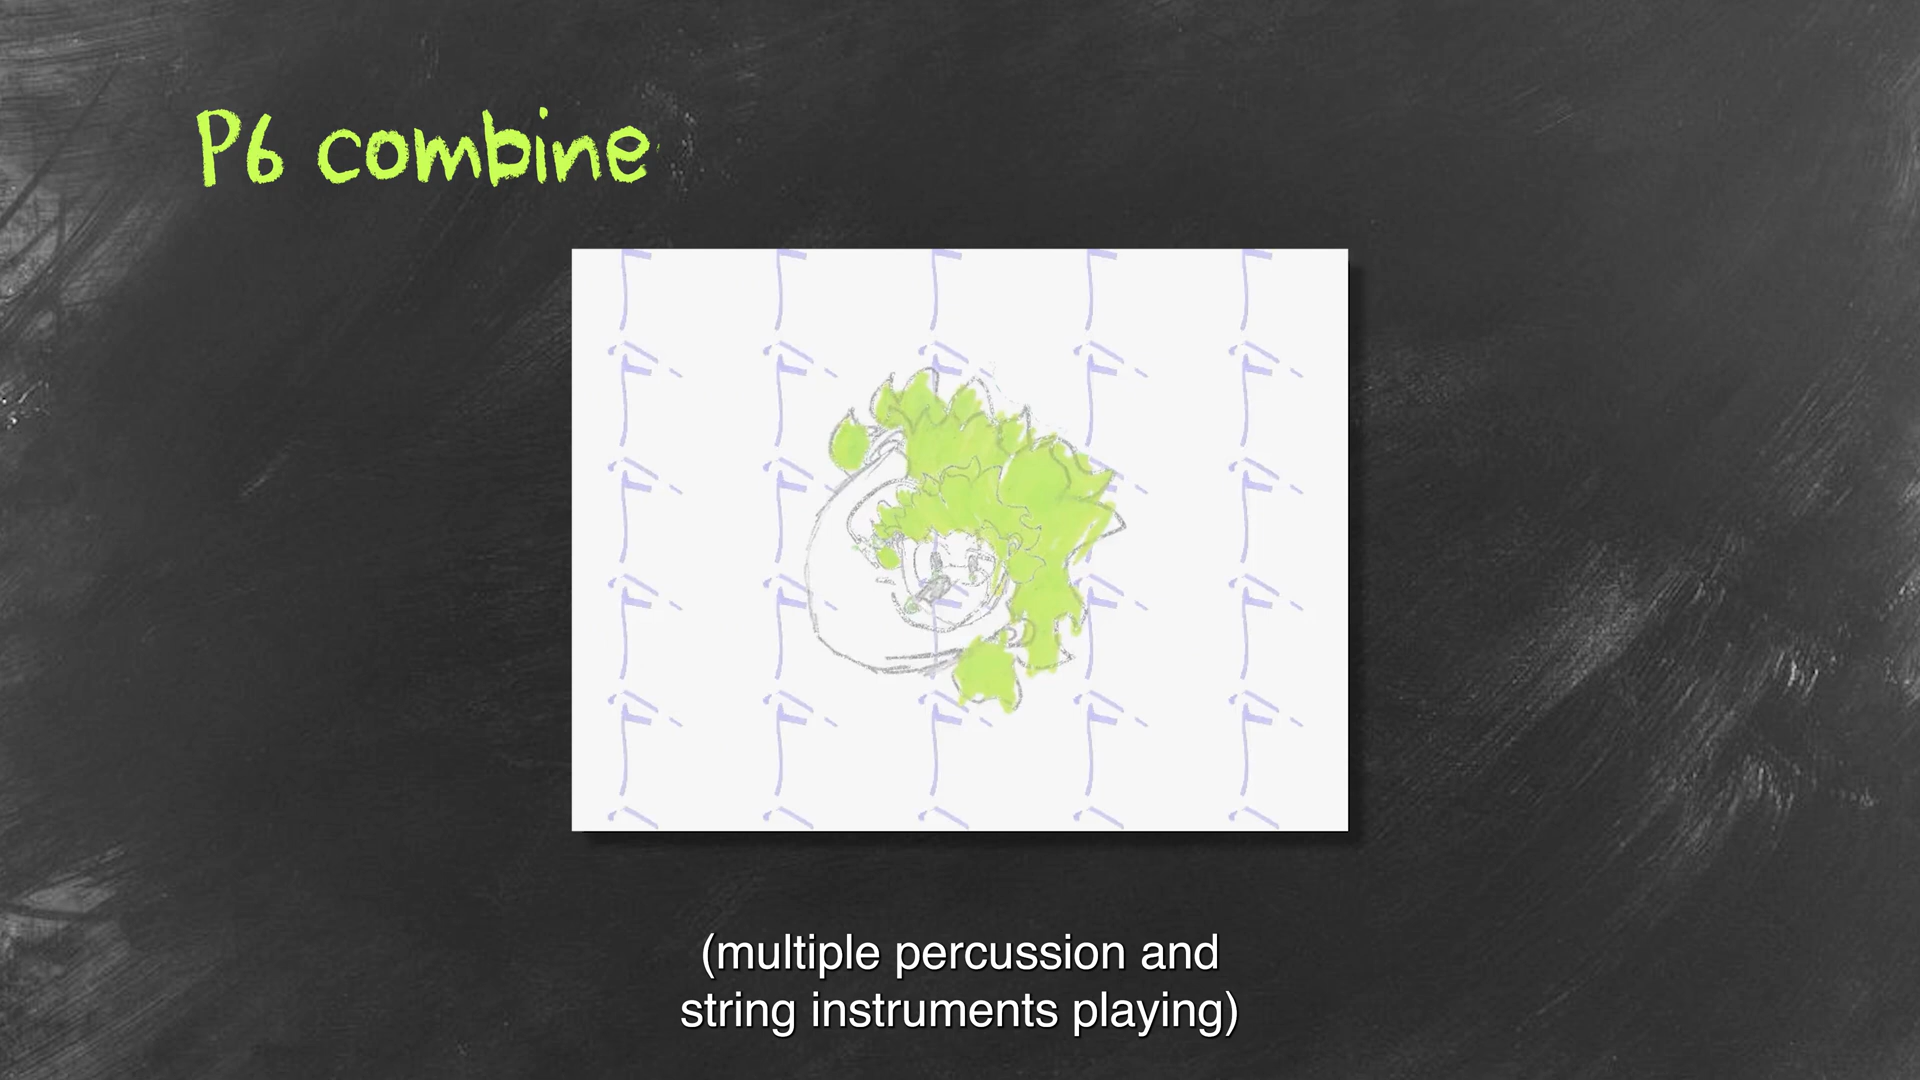 P6 combine
(multiple percussion and
string instruments playing)